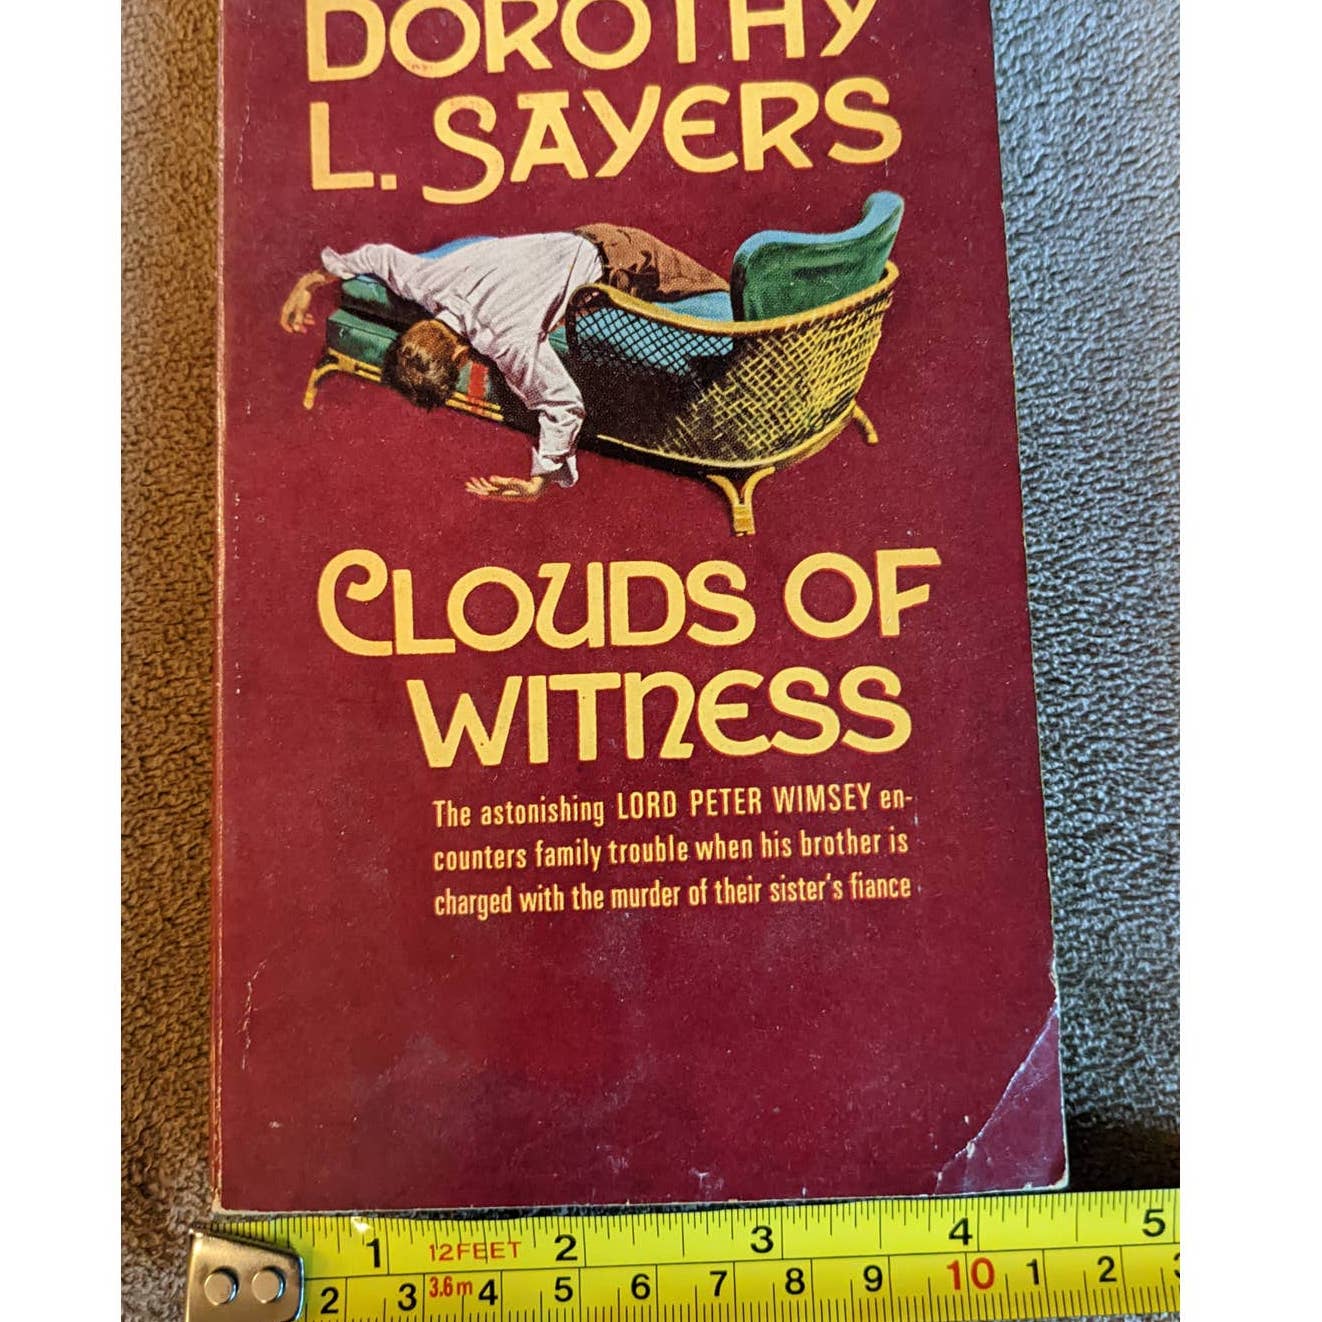 DOROTHY
L. SAYERS
CLOUDS OF
WITNESS
The astonishing LORD PETER WIMSEY en-
counters family trouble when his brother is
charged with the murder of their sister's fiance
1 12FEET 2 3 4 5
2 3 3.6m 4 5 6 7 8 9 10 1 2